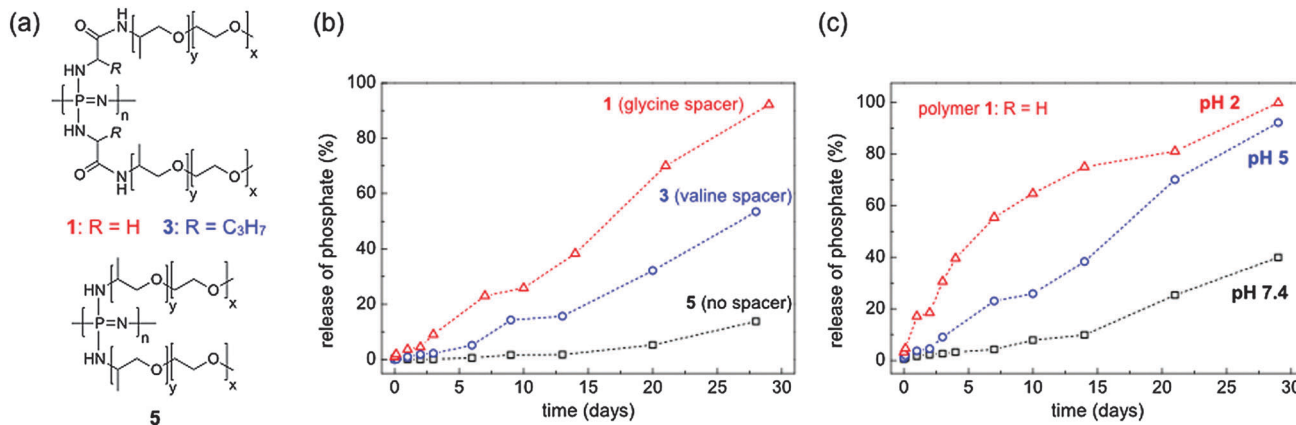 (a)
H
N
O
O
O
y
x
HN
R
P=N
n
HN
R
O
N
H
O
O
y
x
1: R = H 3: R = C₃H₇
HN
O
O
y
x
P=N
n
HN
O
O
y
x
5
(b)
release of phosphate (%)
100
80
60
40
20
0
1 (glycine spacer)
3 (valine spacer)
5 (no spacer)
0 5 10 15 20 25 30
time (days)
(c)
release of phosphate (%)
100
80
60
40
20
0
polymer 1: R = H
pH 2
pH 5
pH 7.4
0 5 10 15 20 25 30
time (days)